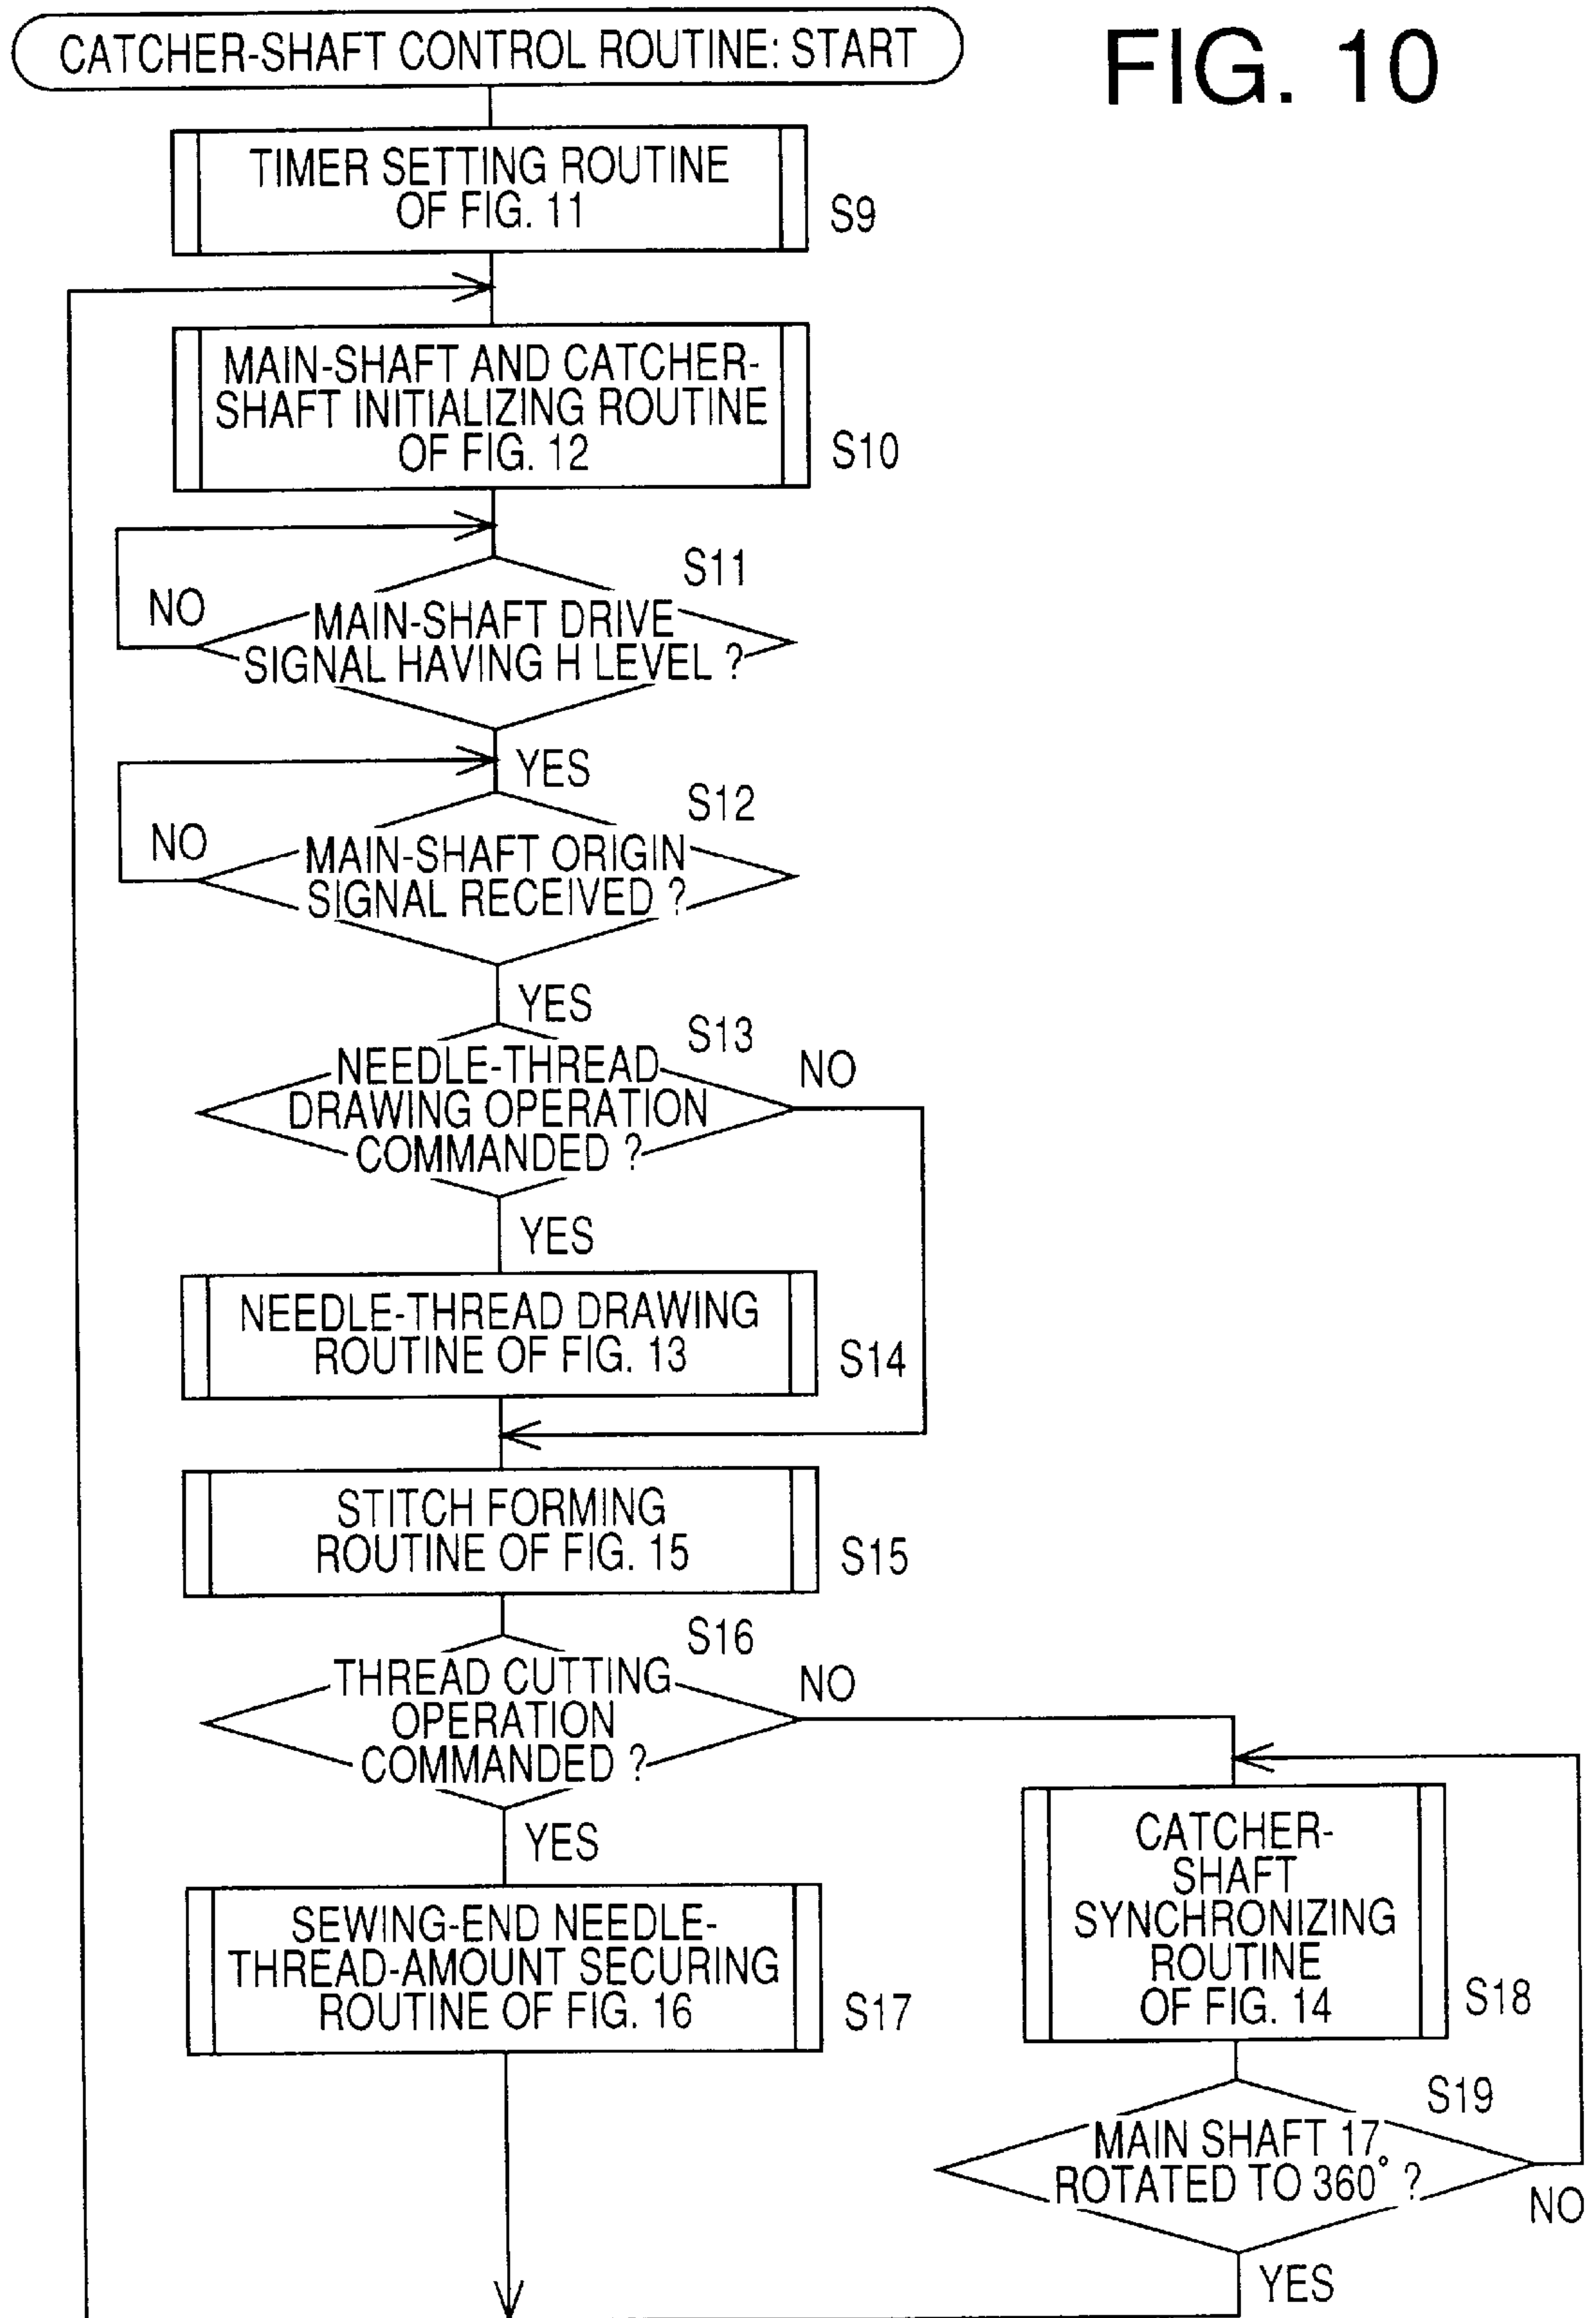 CATCHER-SHAFT CONTROL ROUTINE: START
FIG. 10
TIMER SETTING ROUTINE
OF FIG. 11
S9
MAIN-SHAFT AND CATCHER-
SHAFT INITIALIZING ROUTINE
OF FIG. 12
S10
S11
NO
MAIN-SHAFT DRIVE
SIGNAL HAVING H LEVEL ?
YES
S12
NO
MAIN-SHAFT ORIGIN
SIGNAL RECEIVED ?
YES
S13
NEEDLE-THREAD
DRAWING OPERATION
COMMANDED ?
NO
YES
NEEDLE-THREAD DRAWING
ROUTINE OF FIG. 13
S14
STITCH FORMING
ROUTINE OF FIG. 15
S15
S16
THREAD CUTTING
OPERATION
COMMANDED ?
NO
YES
SEWING-END NEEDLE-
THREAD-AMOUNT SECURING
ROUTINE OF FIG. 16
S17
CATCHER-
SHAFT
SYNCHRONIZING
ROUTINE
OF FIG. 14
S18
S19
MAIN SHAFT 17
ROTATED TO 360° ?
NO
YES